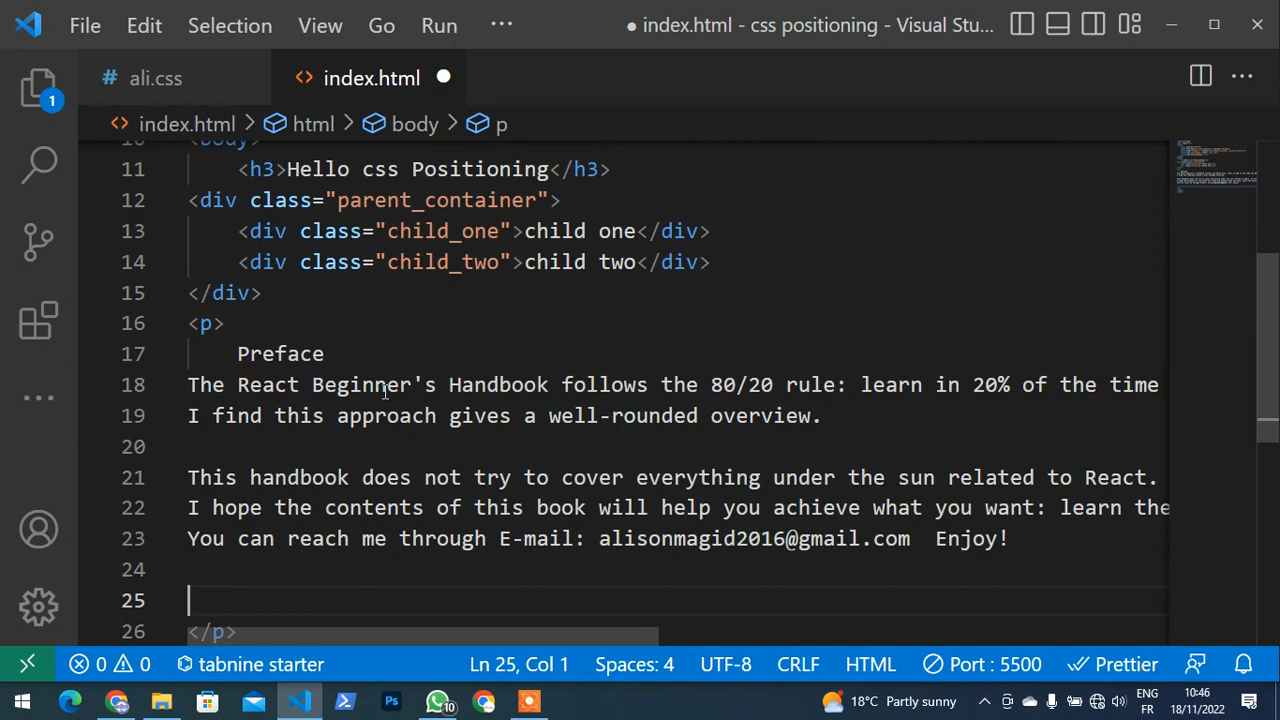 File Edit Selection View Go Run ··· ● index.html - css positioning - Visual Stu...
# ali.css <> index.html ●
<> index.html > html > body > p
1
10 <body>
11 <h3>Hello css Positioning</h3>
12 <div class="parent_container">
13 <div class="child_one">child one</div>
14 <div class="child_two">child two</div>
15 </div>
16 <p>
17 Preface
18 The React Beginner's Handbook follows the 80/20 rule: learn in 20% of the time
19 I find this approach gives a well-rounded overview.
20
21 This handbook does not try to cover everything under the sun related to React.
22 I hope the contents of this book will help you achieve what you want: learn the
23 You can reach me through E-mail: alisonmagid2016@gmail.com  Enjoy!
24
25
26 </p>
0 0 tabnine starter Ln 25, Col 1 Spaces: 4 UTF-8 CRLF HTML Port : 5500 Prettier
Ps 10 18°C Partly sunny ENG 10:46
FR 18/11/2022